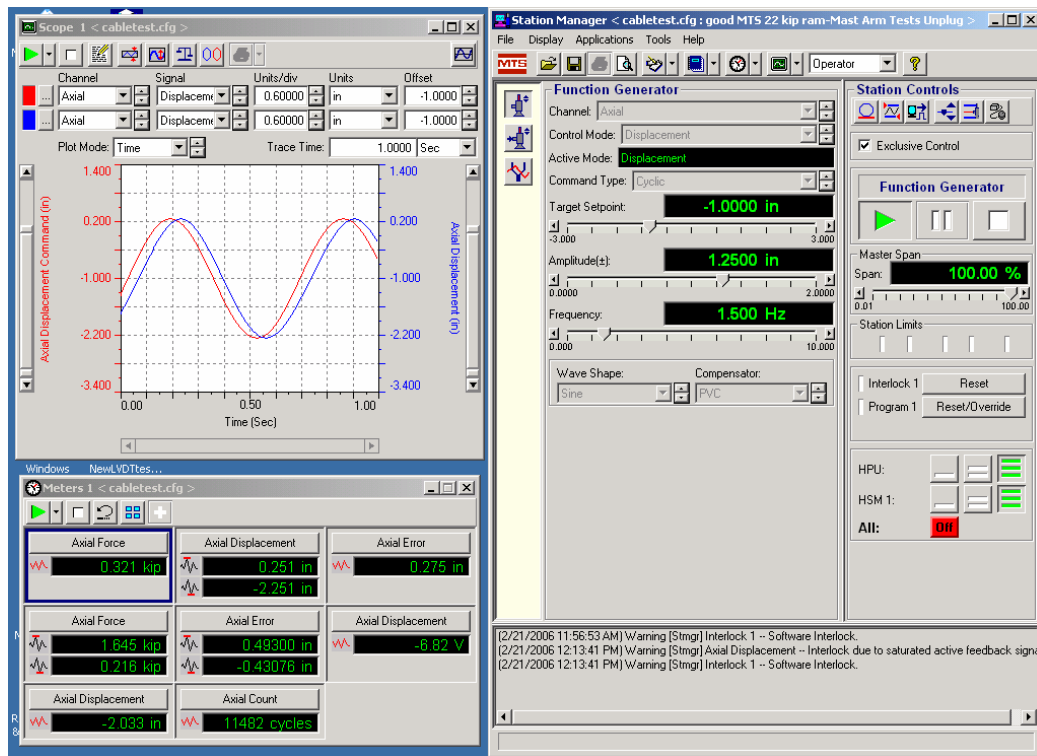 Scope 1 < cabletest.cfg >
Channel Signal Units/div Units Offset
... Axial Displaceme 0.60000 in -1.0000
... Axial Displaceme 0.60000 in -1.0000
Plot Mode: Time Trace Time: 1.0000 Sec
1.400 1.400
0.200 0.200
-1.000 -1.000
-2.200 -2.200
-3.400 -3.400
Axial Displacement Command (in)
Axial Displacement (in)
0.00 0.50 1.00
Time (Sec)
Windows NewLVDTtes...
Meters 1 < cabletest.cfg >
Axial Force Axial Displacement Axial Error
0.321 kip 0.251 in 0.275 in
-2.251 in
Axial Force Axial Error Axial Displacement
1.645 kip 0.49300 in -6.82 V
0.216 kip -0.43076 in
Axial Displacement Axial Count
-2.033 in 11482 cycles
Station Manager < cabletest.cfg : good MTS 22 kip ram-Mast Arm Tests Unplug >
File Display Applications Tools Help
MTS Operator
Function Generator
Channel: Axial
Control Mode: Displacement
Active Mode: Displacement
Command Type: Cyclic
Target Setpoint: -1.0000 in
-3.000 3.000
Amplitude(±): 1.2500 in
0.0000 2.0000
Frequency: 1.500 Hz
0.000 10.000
Wave Shape: Compensator:
Sine PVC
Station Controls
Exclusive Control
Function Generator
Master Span
Span: 100.00 %
0.01 100.00
Station Limits
Interlock 1 Reset
Program 1 Reset/Override
HPU:
HSM 1:
All: Off
(2/21/2006 11:56:53 AM) Warning [Stmgr] Interlock 1 -- Software Interlock.
(2/21/2006 12:13:41 PM) Warning [Stmgr] Axial Displacement -- Interlock due to saturated active feedback signa
(2/21/2006 12:13:41 PM) Warning [Stmgr] Interlock 1 -- Software Interlock.